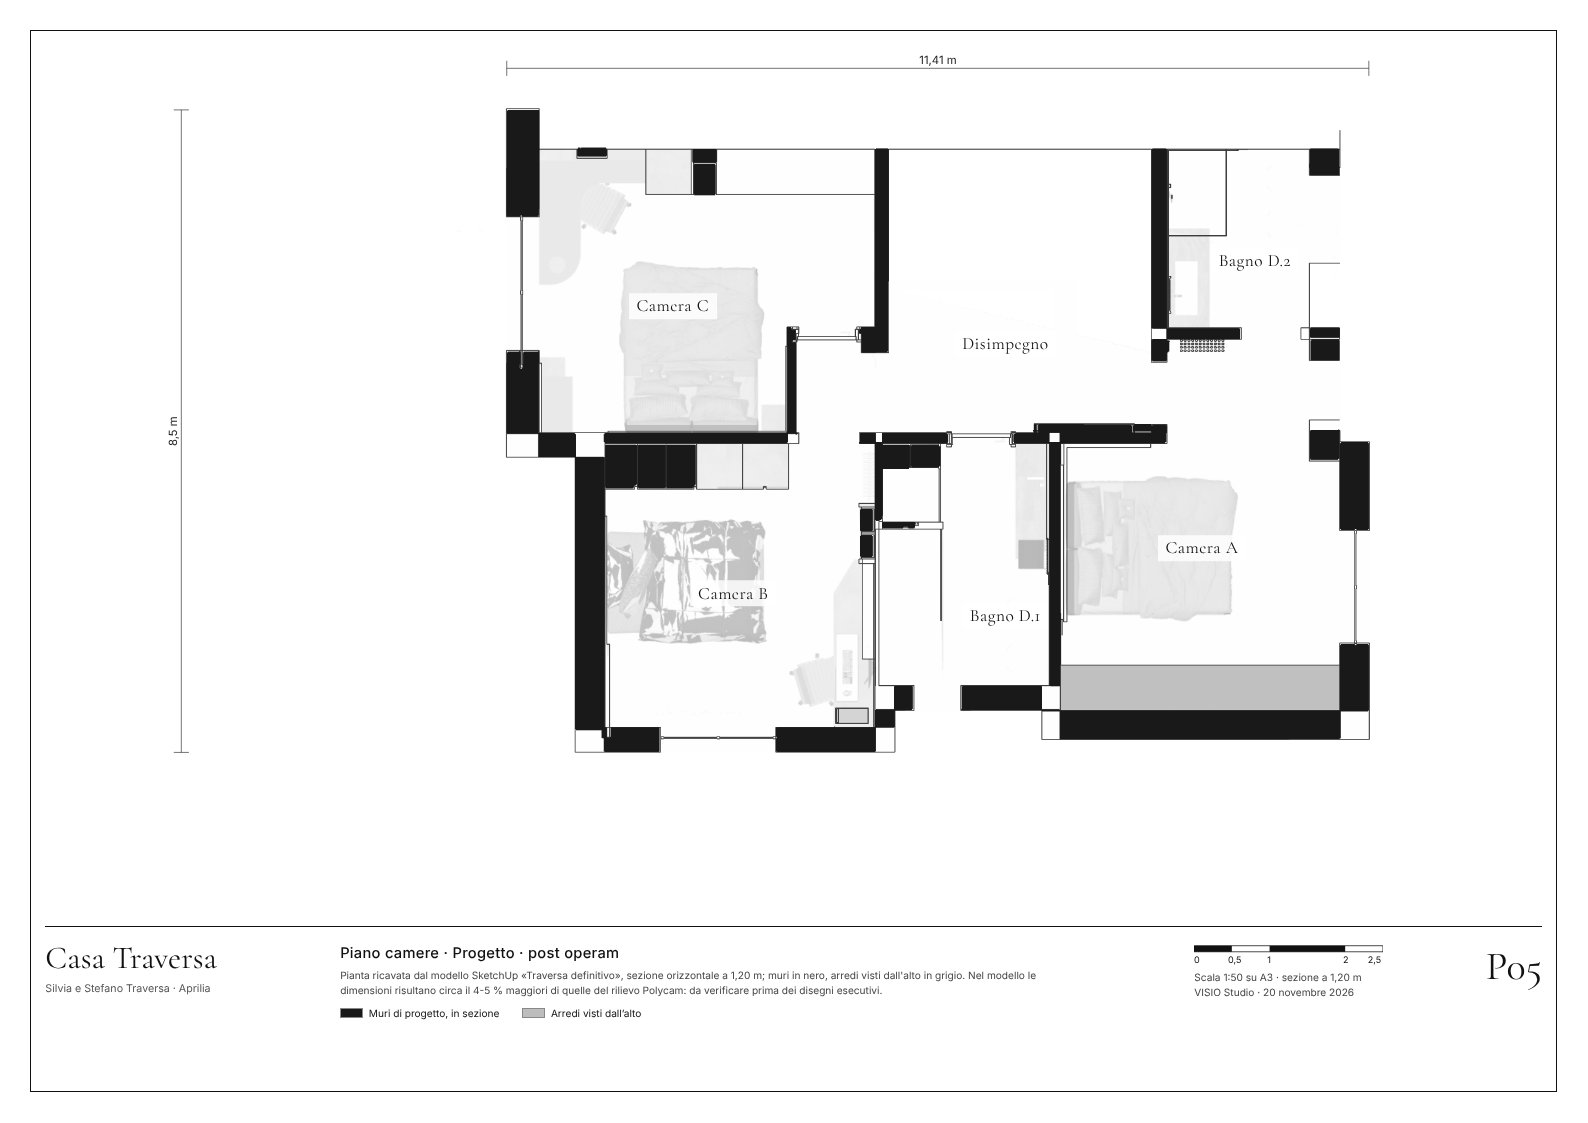 11,41 m
8,5 m
Camera C
Bagno D.2
Disimpegno
Camera A
Camera B
Bagno D.1
Casa Traversa
Silvia e Stefano Traversa · Aprilia
Piano camere · Progetto · post operam
Pianta ricavata dal modello SketchUp «Traversa definitivo», sezione orizzontale a 1,20 m; muri in nero, arredi visti dall'alto in grigio. Nel modello le
dimensioni risultano circa il 4-5 % maggiori di quelle del rilievo Polycam: da verificare prima dei disegni esecutivi.
Muri di progetto, in sezione
Arredi visti dall'alto
0 0,5 1 2 2,5
Scala 1:50 su A3 · sezione a 1,20 m
VISIO Studio · 20 novembre 2026
P05